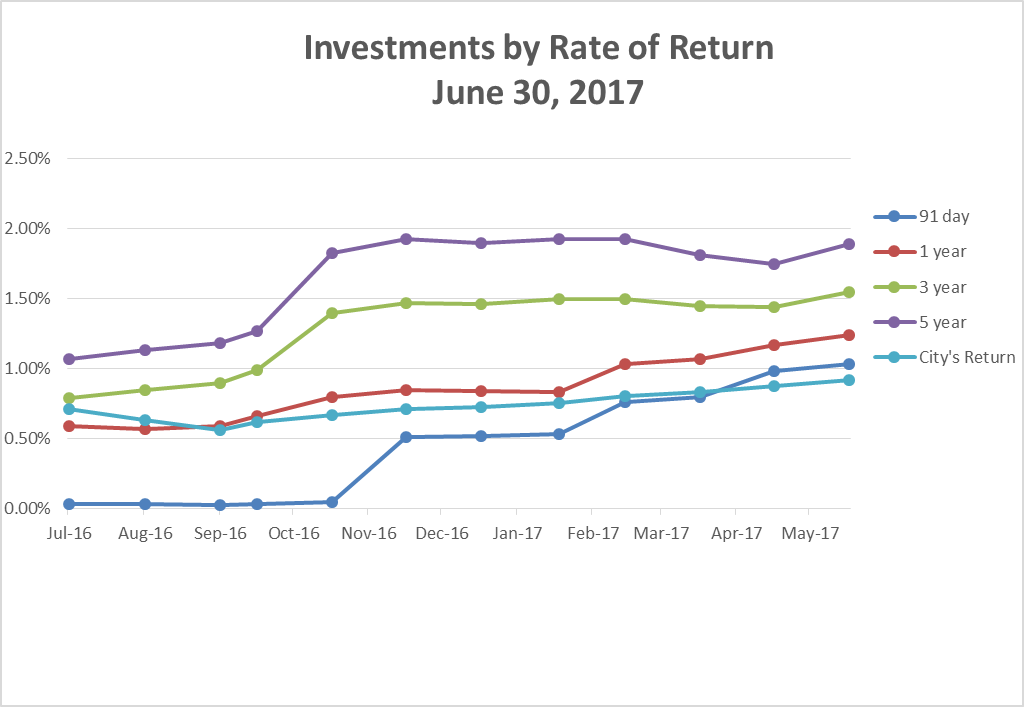 Investments by Rate of Return
June 30, 2017
2.50%
2.00%
1.50%
1.00%
0.50%
0.00%
Jul-16 Aug-16 Sep-16 Oct-16 Nov-16 Dec-16 Jan-17 Feb-17 Mar-17 Apr-17 May-17
91 day
1 year
3 year
5 year
City's Return